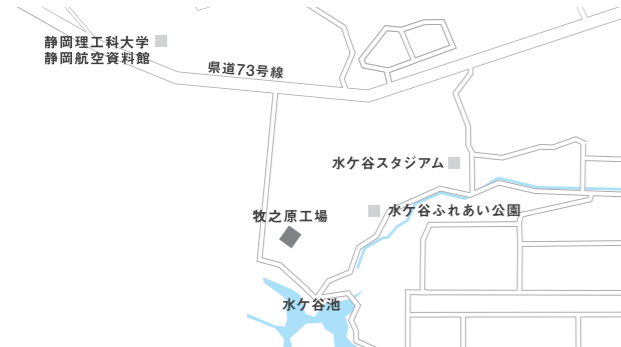 静岡理工科大学
静岡航空資料館
県道73号線
水ケ谷スタジアム
水ケ谷ふれあい公園
牧之原工場
水ケ谷池